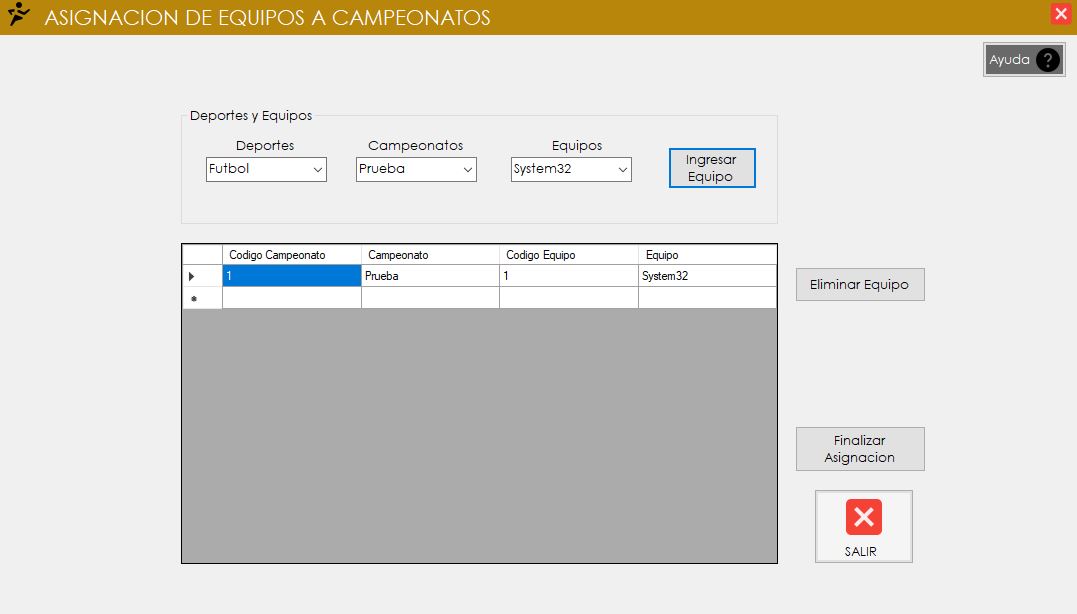 ASIGNACION DE EQUIPOS A CAMPEONATOS
Ayuda ?
Deportes y Equipos
Deportes Campeonatos Equipos
Futbol Prueba System32
Ingresar
Equipo
Codigo Campeonato Campeonato Codigo Equipo Equipo
1 Prueba 1 System32
Eliminar Equipo
Finalizar
Asignacion
SALIR